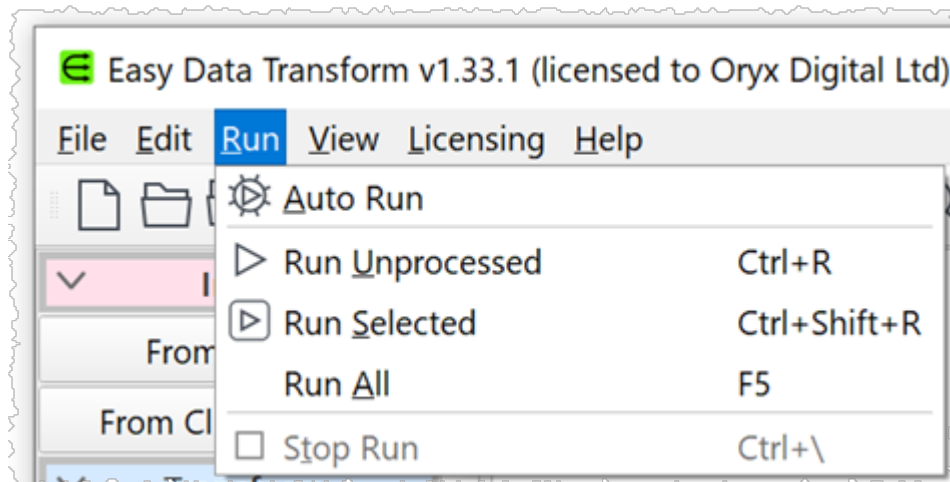 Easy Data Transform v1.33.1 (licensed to Oryx Digital Ltd)
File Edit Run View Licensing Help
Auto Run
Run Unprocessed Ctrl+R
Run Selected Ctrl+Shift+R
From
Run All F5
From Cl
Stop Run Ctrl+\